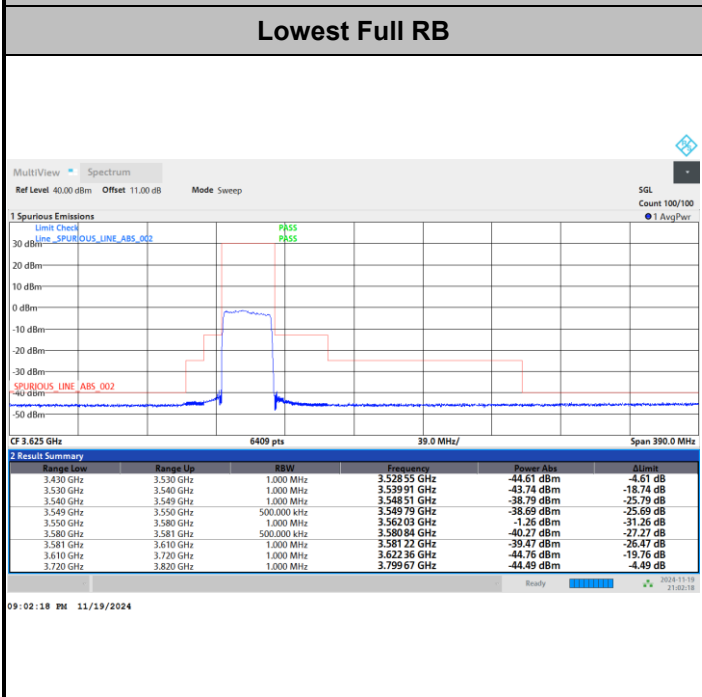 Lowest Full RB
MultiView Spectrum
Ref Level 40.00 dBm Offset 11.00 dB Mode Sweep SGL
Count 100/100
1 Spurious Emissions 1 AvgPwr
Limit Check PASS
Line _SPURIOUS_LINE_ABS_002 PASS
30 dBm
20 dBm
10 dBm
0 dBm
-10 dBm
-20 dBm
-30 dBm
SPURIOUS_LINE_ABS_002
-40 dBm
-50 dBm
CF 3.625 GHz 6409 pts 39.0 MHz/ Span 390.0 MHz
2 Result Summary
Range Low Range Up RBW Frequency Power Abs ΔLimit
3.430 GHz 3.530 GHz 1.000 MHz 3.528 55 GHz -44.61 dBm -4.61 dB
3.530 GHz 3.540 GHz 1.000 MHz 3.539 91 GHz -43.74 dBm -18.74 dB
3.540 GHz 3.549 GHz 1.000 MHz 3.548 51 GHz -38.79 dBm -25.79 dB
3.549 GHz 3.550 GHz 500.000 kHz 3.549 79 GHz -38.69 dBm -25.69 dB
3.550 GHz 3.580 GHz 1.000 MHz 3.562 03 GHz -1.26 dBm -31.26 dB
3.580 GHz 3.581 GHz 500.000 kHz 3.580 84 GHz -40.27 dBm -27.27 dB
3.581 GHz 3.610 GHz 1.000 MHz 3.581 22 GHz -39.47 dBm -26.47 dB
3.610 GHz 3.720 GHz 1.000 MHz 3.622 36 GHz -44.76 dBm -19.76 dB
3.720 GHz 3.820 GHz 1.000 MHz 3.799 67 GHz -44.49 dBm -4.49 dB
Ready 2024-11-19
21:02:18
09:02:18 PM 11/19/2024